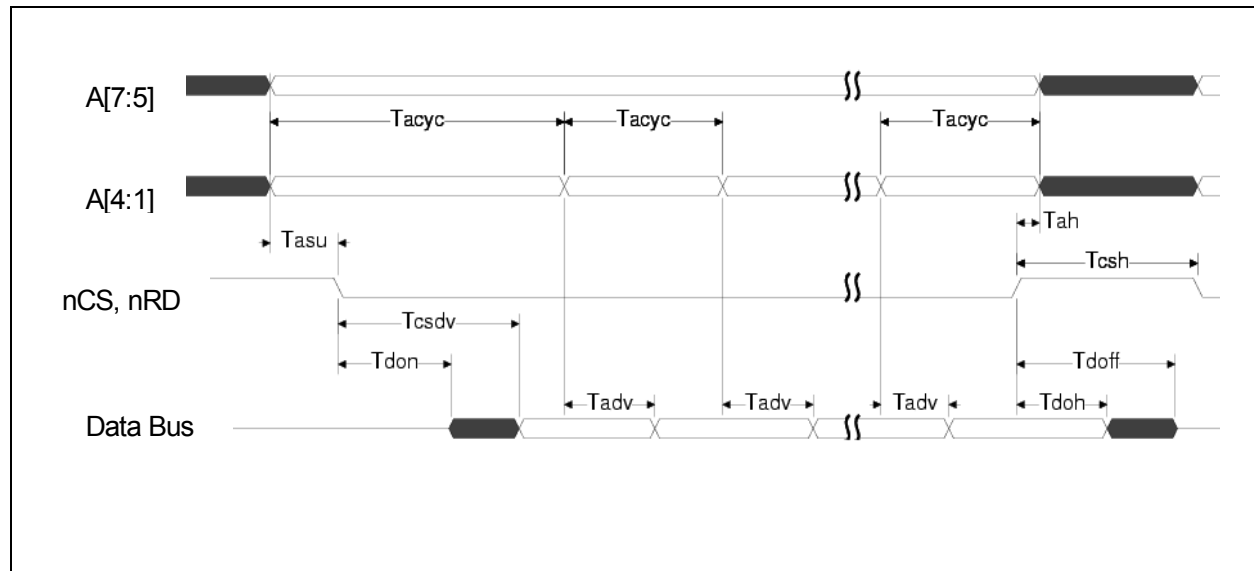 A[7:5]
Tacyc Tacyc Tacyc
A[4:1]
Tah
Tasu
Tcsh
nCS, nRD
Tcsdv
Tdon Tdoff
Tadv Tadv Tadv Tdoh
Data Bus